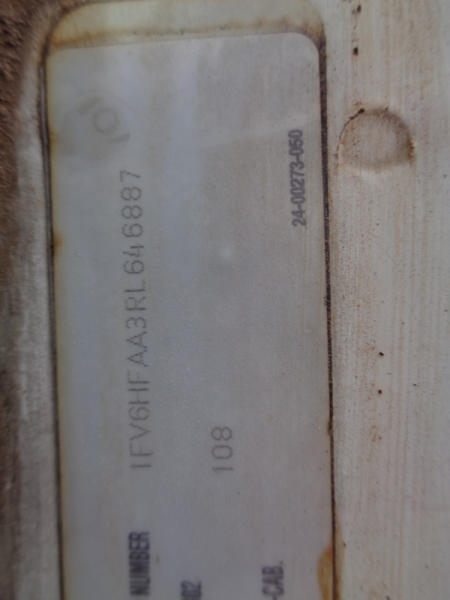 NUMBER 1FV6HFAA3RL646887
108
-CAB.
24-00273-050